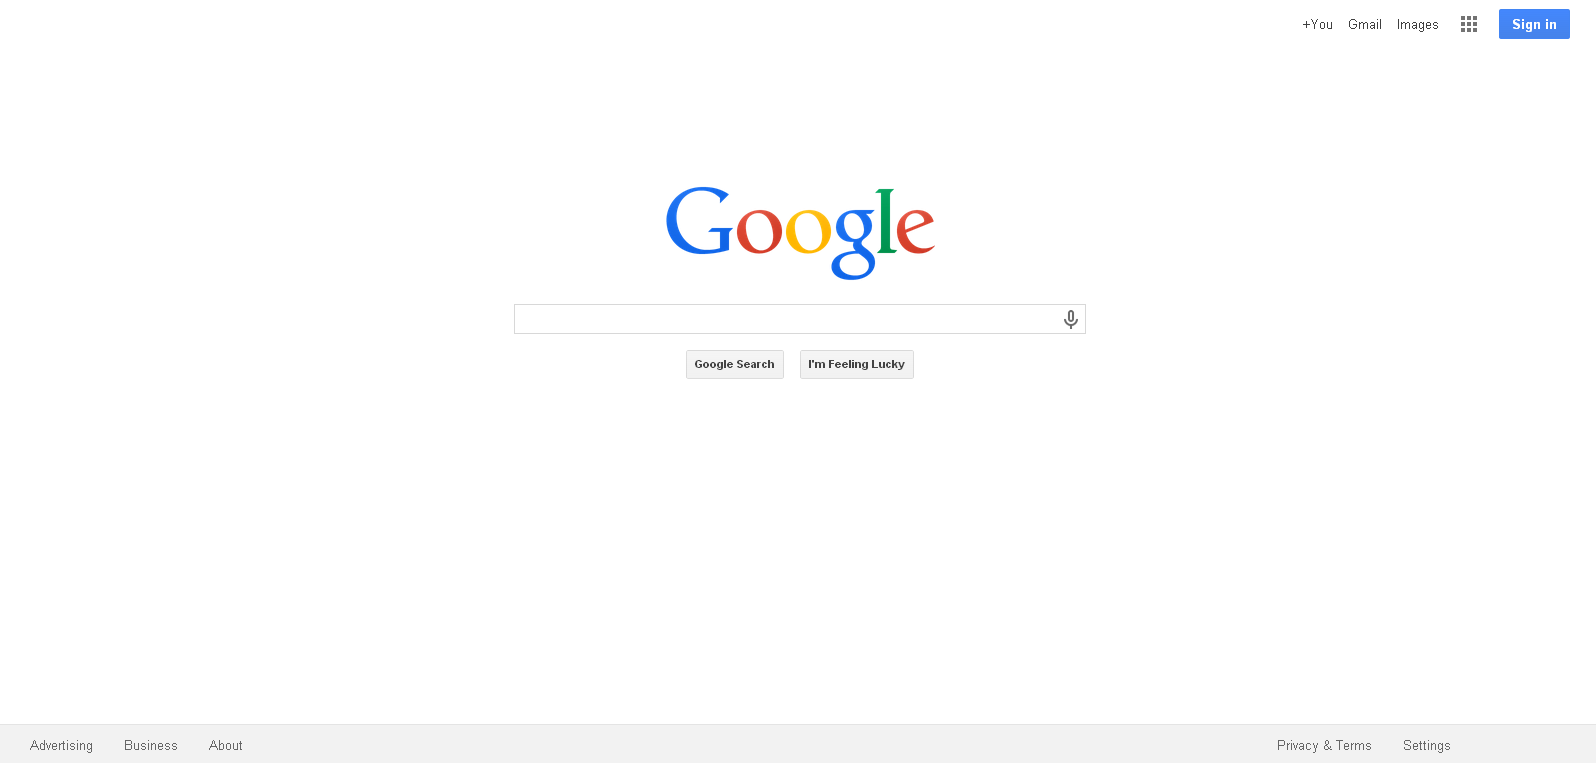 +You Gmail Images Sign in
Google
Google Search I'm Feeling Lucky
Advertising Business About Privacy & Terms Settings